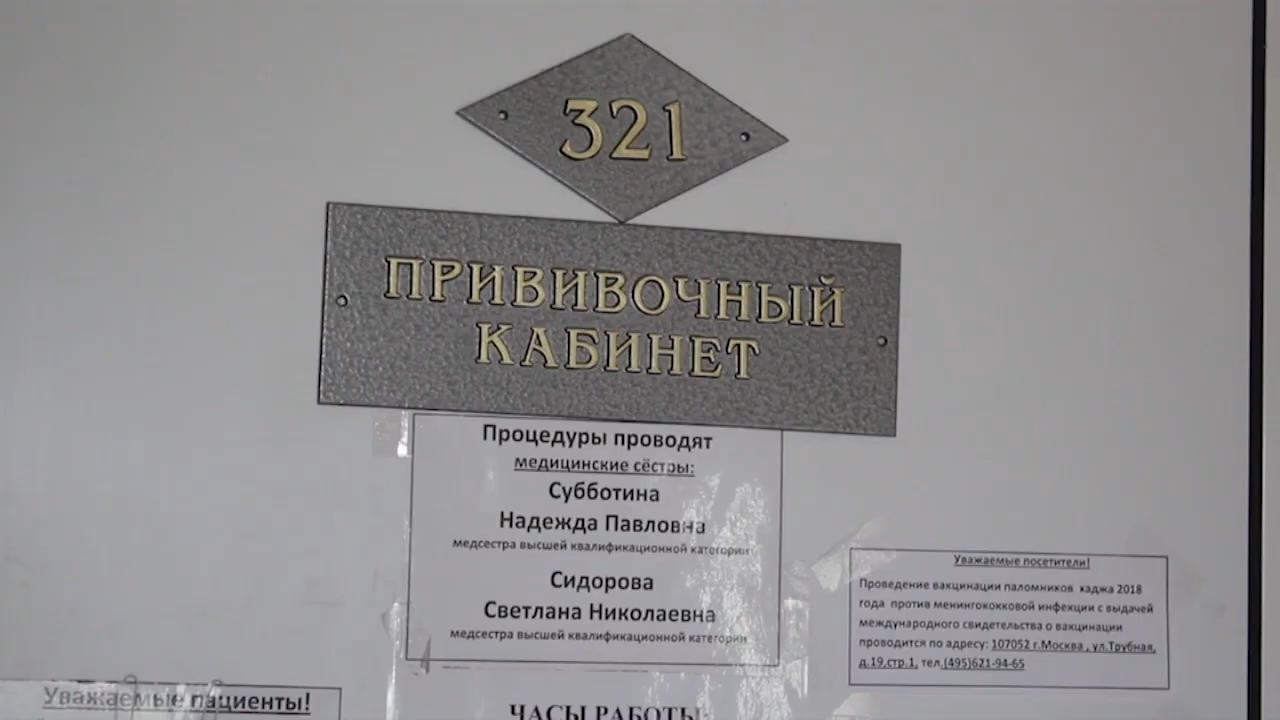 321
ПРИВИВОЧНЫЙ
КАБИНЕТ
Процедуры проводят
медицинские сёстры:
Субботина
Надежда Павловна
медсестра высшей квалификационной категории
Сидорова
Светлана Николаевна
медсестра высшей квалификационной категории
Уважаемые посетители!
Проведение вакцинации паломников хаджа 2018
года против менингококковой инфекции с выдачей
международного свидетельства о вакцинации
проводится по адресу: 107052 г.Москва , ул.Трубная,
д.19,стр.1, тел.(495)621-94-65
Уважаемые пациенты!
ЧАСЫ РАБОТЫ: